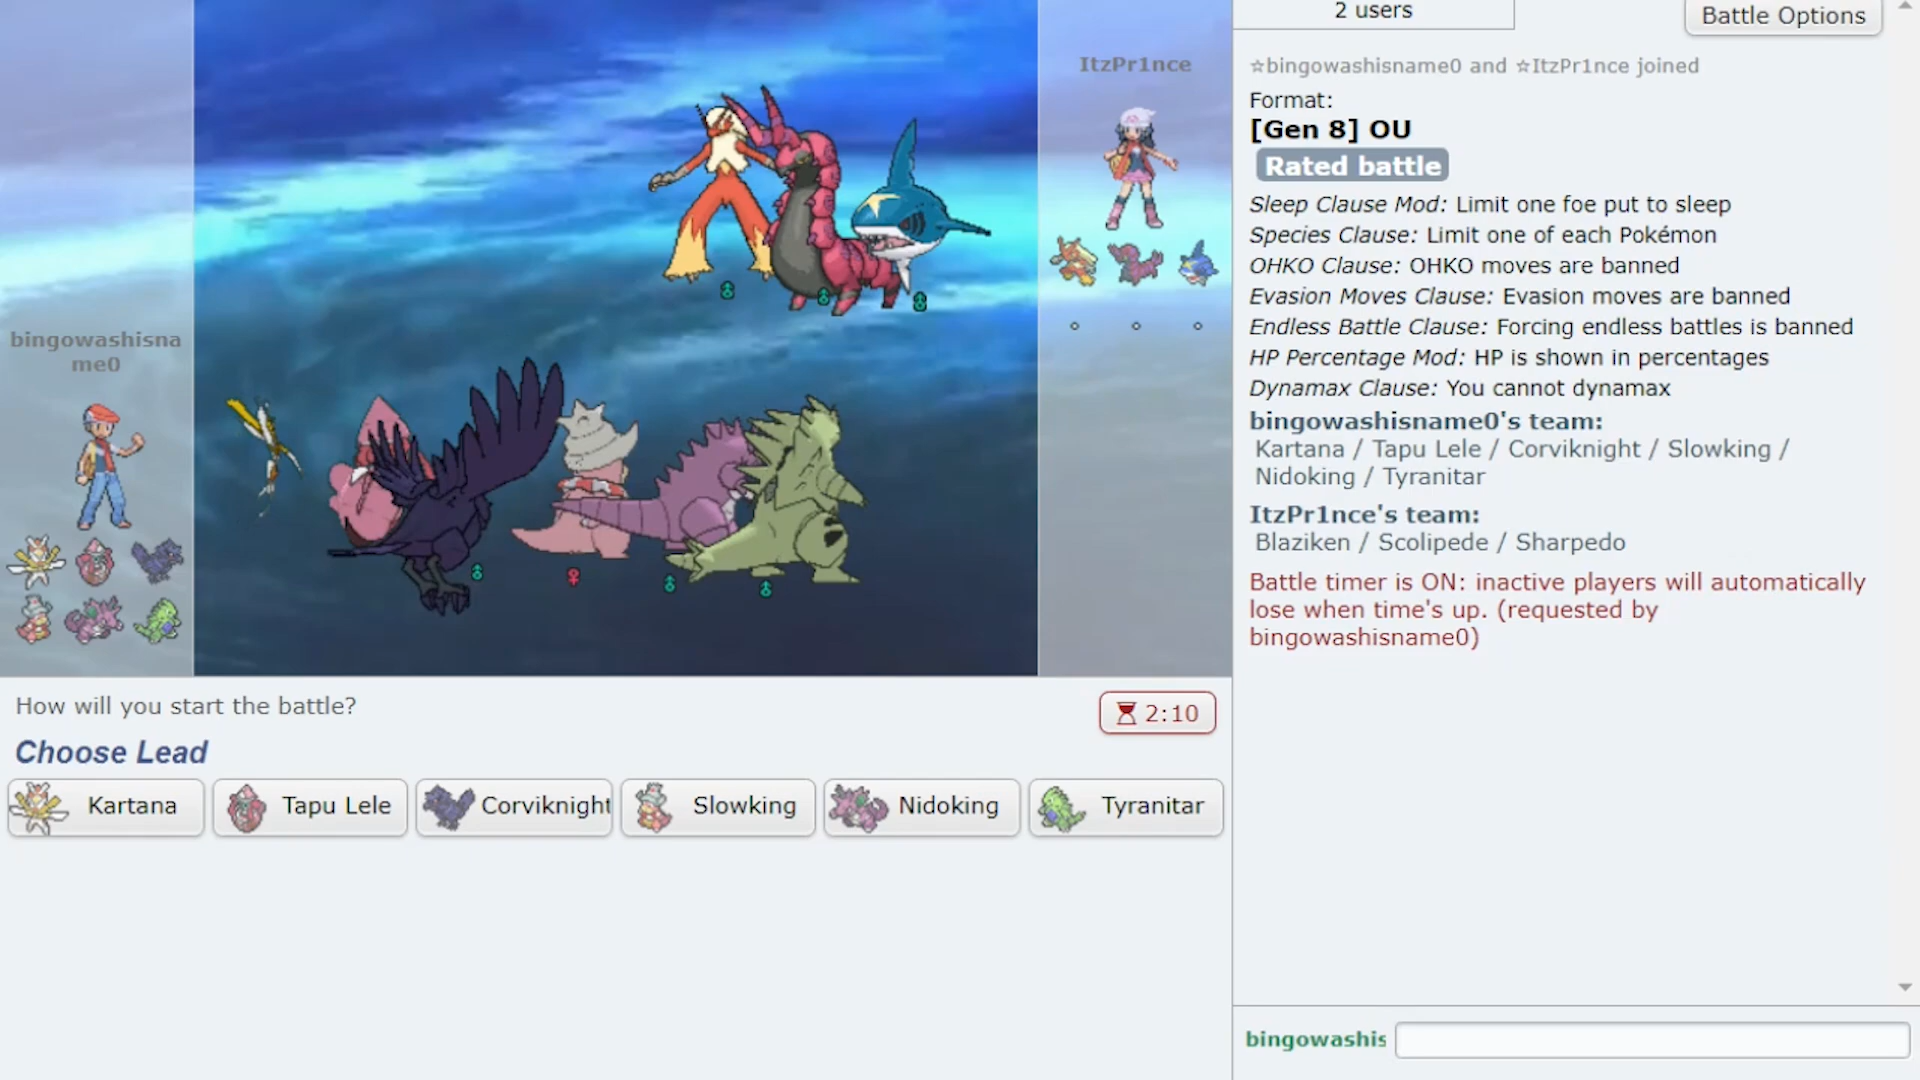 ItzPr1nce
bingowashisna
me0
How will you start the battle?
2:10
Choose Lead
Kartana
Tapu Lele
Corviknight
Slowking
Nidoking
Tyranitar
2 users
Battle Options
☆bingowashisname0 and ☆ItzPr1nce joined
Format:
[Gen 8] OU
Rated battle
Sleep Clause Mod: Limit one foe put to sleep
Species Clause: Limit one of each Pokémon
OHKO Clause: OHKO moves are banned
Evasion Moves Clause: Evasion moves are banned
Endless Battle Clause: Forcing endless battles is banned
HP Percentage Mod: HP is shown in percentages
Dynamax Clause: You cannot dynamax
bingowashisname0's team:
Kartana / Tapu Lele / Corviknight / Slowking /
Nidoking / Tyranitar
ItzPr1nce's team:
Blaziken / Scolipede / Sharpedo
Battle timer is ON: inactive players will automatically
lose when time's up. (requested by
bingowashisname0)
bingowashis